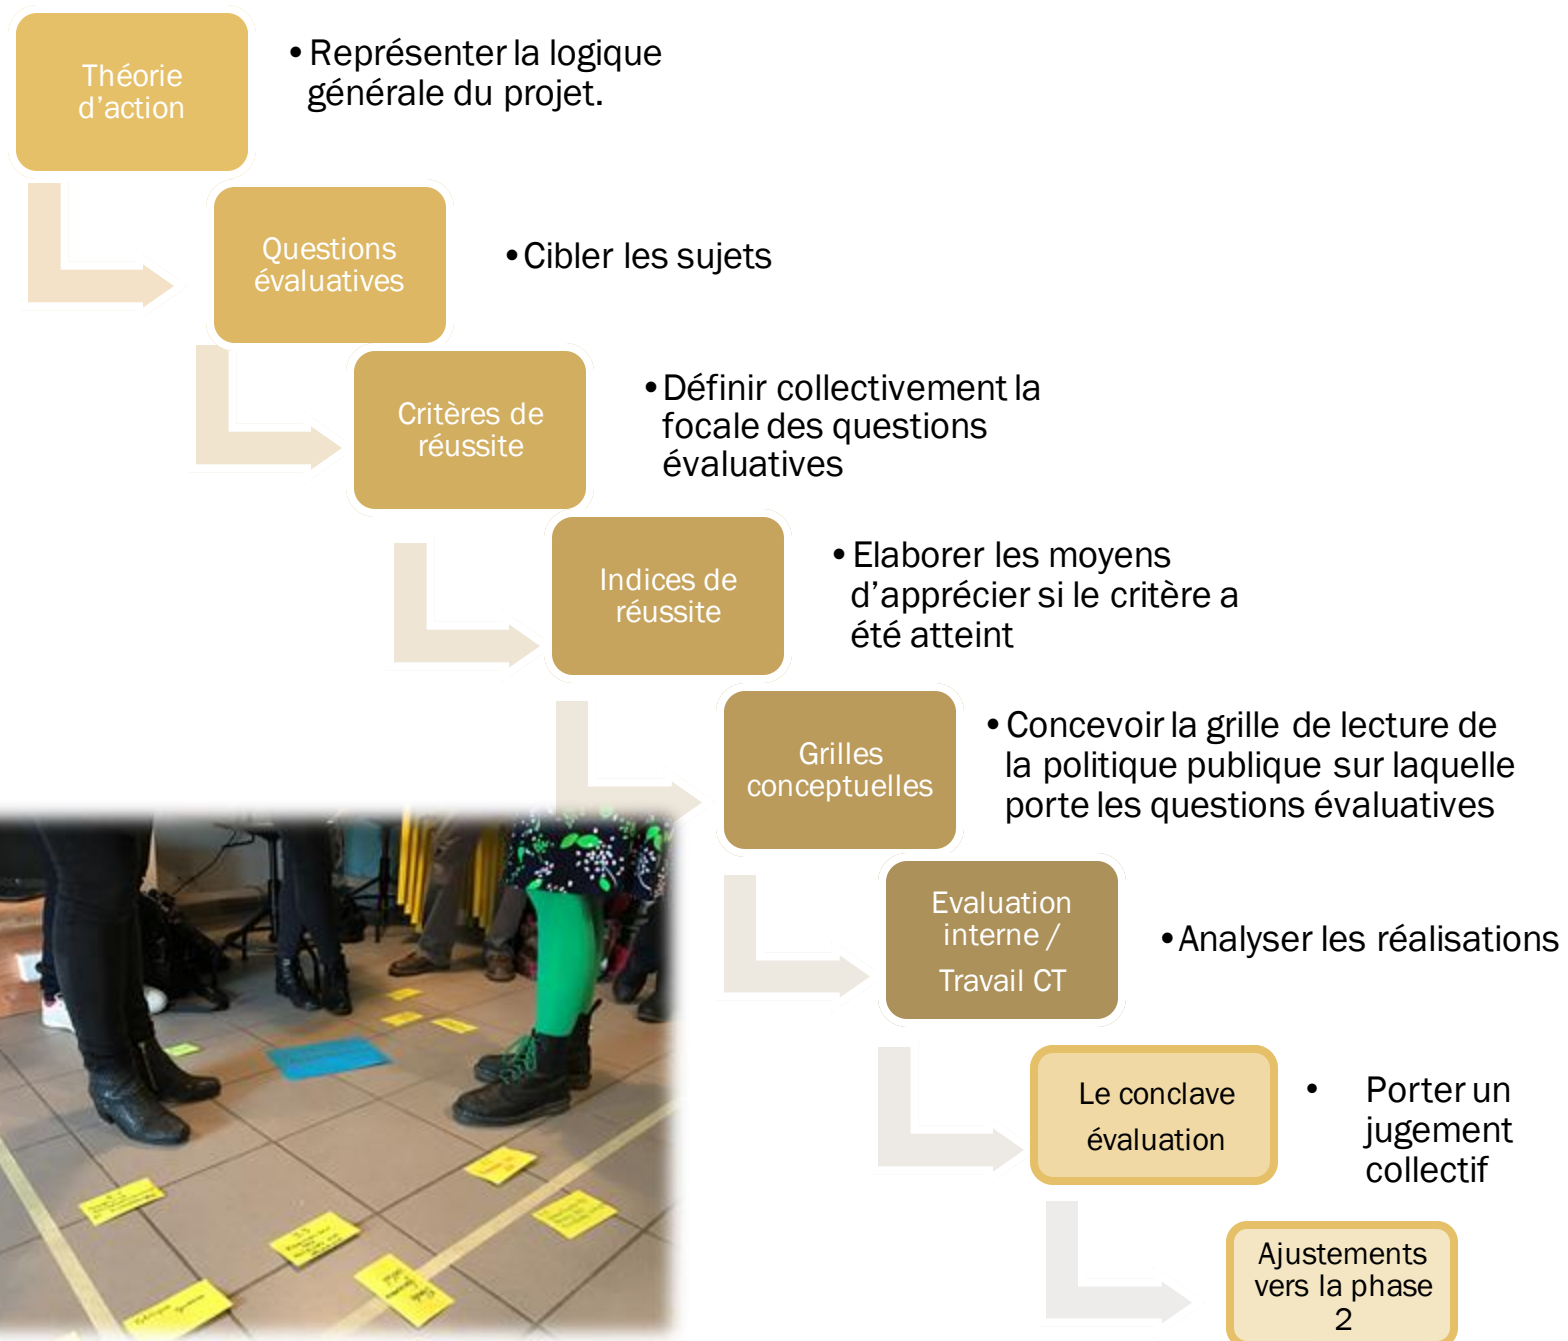 Théorie
d'action
•Représenter la logique
générale du projet.
Questions
évaluatives
•Cibler les sujets
Critères de
réussite
•Définir collectivement la
focale des questions
évaluatives
Indices de
réussite
•Elaborer les moyens
d'apprécier si le critère a
été atteint
Grilles
conceptuelles
•Concevoir la grille de lecture de
la politique publique sur laquelle
porte les questions évaluatives
Evaluation
interne /
Travail CT
•Analyser les réalisations
Le conclave
évaluation
• Porter un
jugement
collectif
Ajustements
vers la phase
2